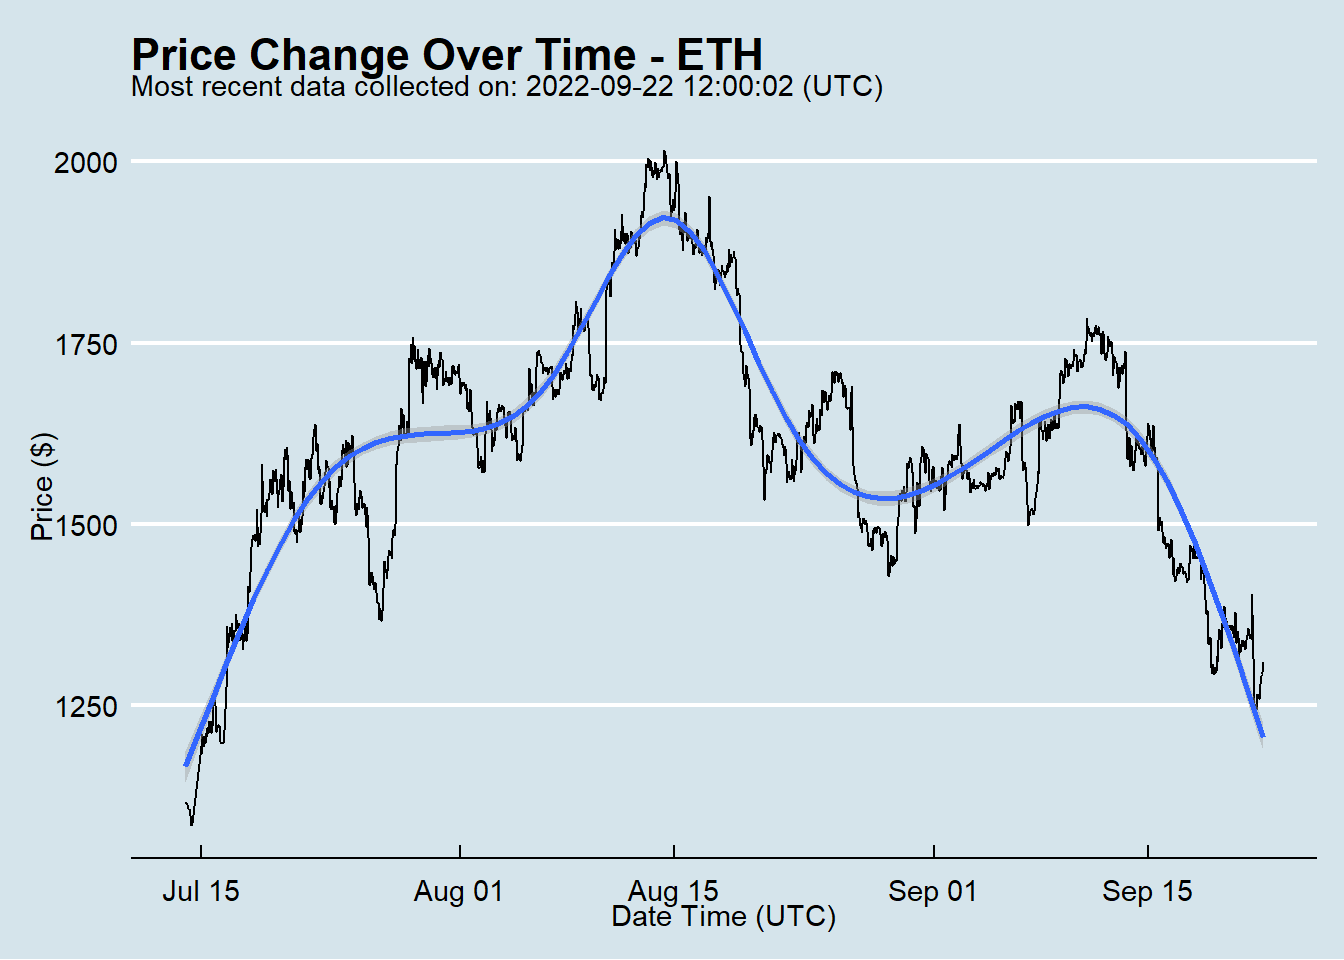 Price Change Over Time - ETH
Most recent data collected on: 2022-09-22 12:00:02 (UTC)
2000
1750
1500
1250
Price ($)
Jul 15 Aug 01 Aug 15 Sep 01 Sep 15
Date Time (UTC)